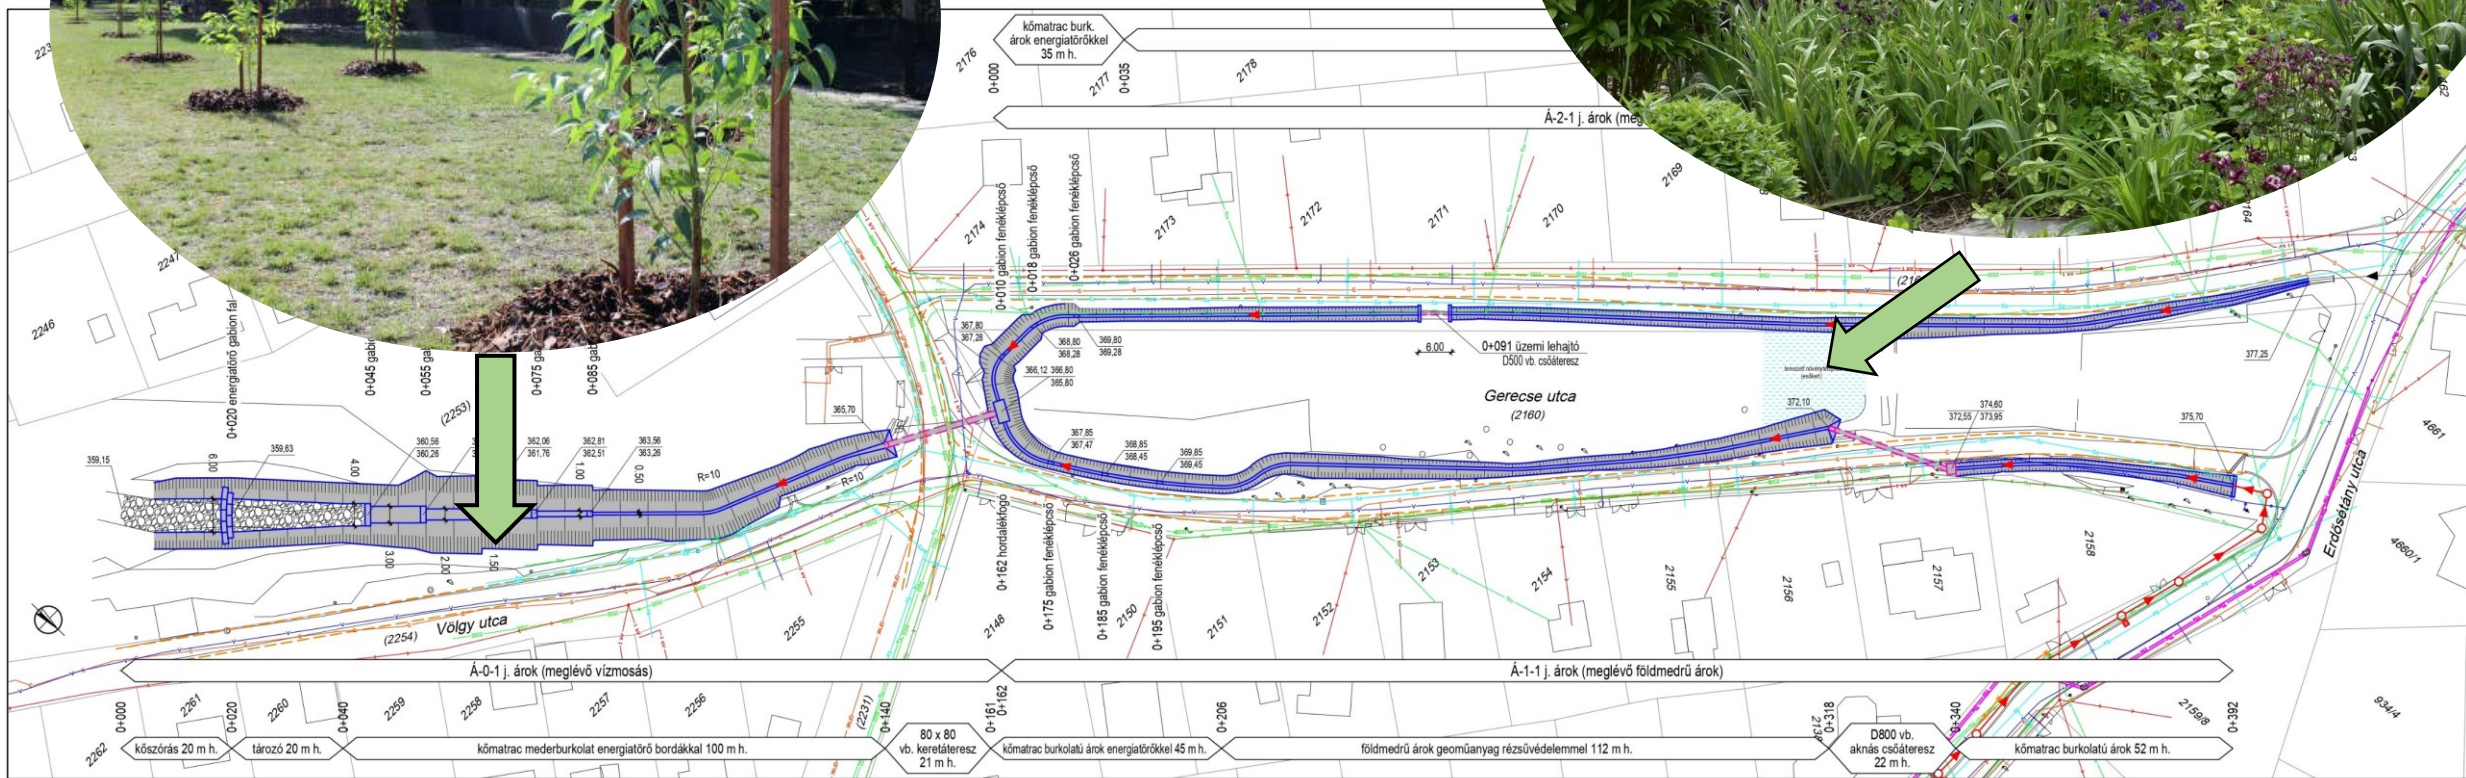 kőmatrac burk.
árok energiatörőkkel
35 m h.
0+000
0+035
2176
2177
2178
Á-2-1 j. árok (meg
2174
2173
2172
2171
2170
2169
2164
2247
2246
0+010 gabion fenéklépcső
0+018 gabion fenéklépcső
0+026 gabion fenéklépcső
367,80
367,28
368,80
368,28
369,80
369,28
366,12
366,80
365,80
6.00
0+091 üzemi lehajtó
D500 vb. csőáteresz
377,25
Gerecse utca
(2160)
372,10
374,60
372,55
373,95
375,70
365,70
367,85
367,47
368,85
368,45
369,85
369,45
0+020 energiatörő gabion fal
0+045 gabi
0+055 gab
0+075 ga
0+085 gab
(2253)
359,15
6.00
359,63
4.00
360,56
360,26
362,06
361,76
362,81
362,51
1.00
363,56
363,26
0.50
R=10
R=10
3.00
2.00
1.50
Erdősétány utca
4661
4660/1
934/4
Völgy utca
(2254)
2255
2148
0+162 hordalékfogó
0+175 gabion fenéklépcső
0+185 gabion fenéklépcső
0+195 gabion fenéklépcső
2150
2151
2152
2153
2154
2155
2156
2157
2158
2159/8
Á-0-1 j. árok (meglévő vízmosás)
Á-1-1 j. árok (meglévő földmedrű árok)
2262
2261
2260
2259
2258
2257
2256
(2231)
0+000
0+020
0+040
0+140
0+161
0+162
0+206
0+318
0+340
0+392
kőszórás 20 m h.
tározó 20 m h.
kőmatrac mederburkolat energiatörő bordákkal 100 m h.
80 x 80
vb. keretáteresz
21 m h.
kőmatrac burkolatú árok energiatörőkkel 45 m h.
földmedrű árok geoműanyag rézsűvédelemmel 112 m h.
D800 vb.
aknás csőáteresz
22 m h.
kőmatrac burkolatú árok 52 m h.